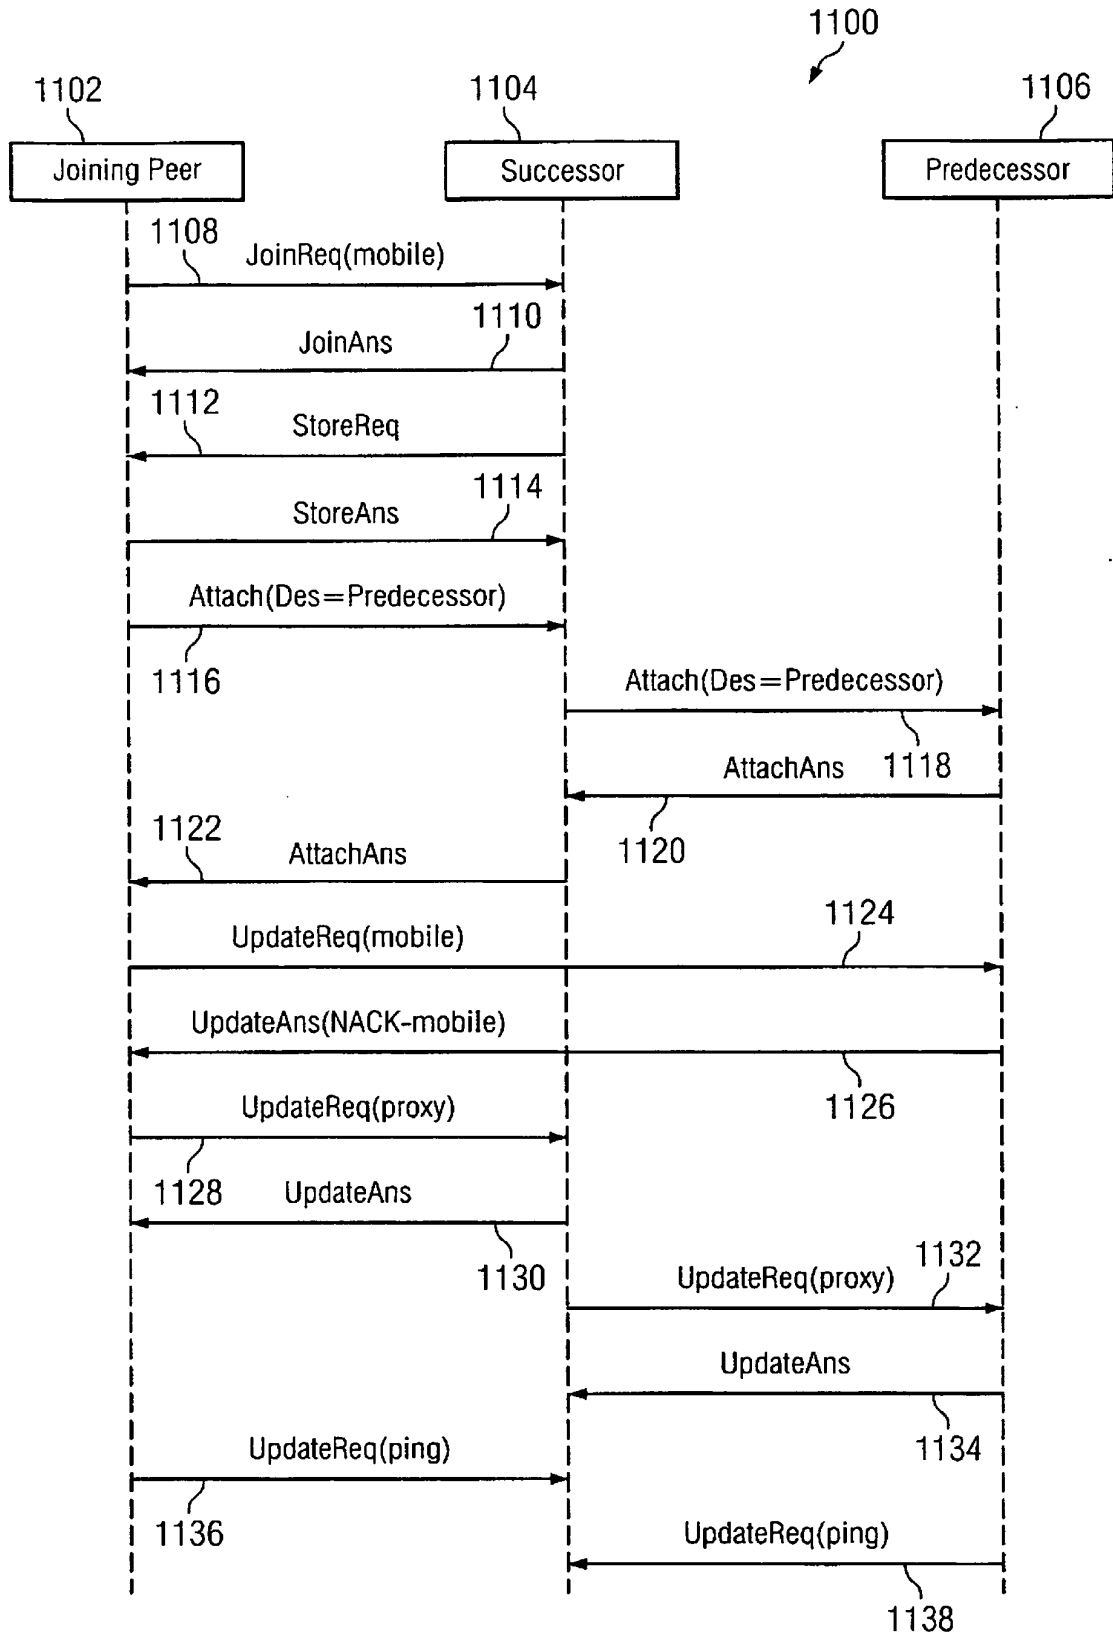 1100
1102
1104
1106
Joining Peer
Successor
Predecessor
1108
JoinReq(mobile)
JoinAns
1110
1112
StoreReq
StoreAns
1114
Attach(Des=Predecessor)
1116
Attach(Des=Predecessor)
1118
AttachAns
1120
1122
AttachAns
1124
UpdateReq(mobile)
UpdateAns(NACK-mobile)
1126
UpdateReq(proxy)
1128
UpdateAns
1130
1132
UpdateReq(proxy)
UpdateAns
1134
UpdateReq(ping)
1136
UpdateReq(ping)
1138